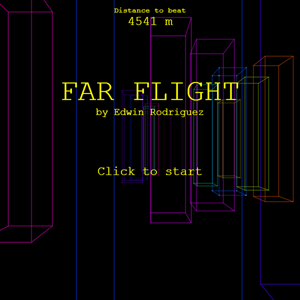 Distance to beat
4541 m
FAR FLIGHT
by Edwin Rodriguez
Click to start